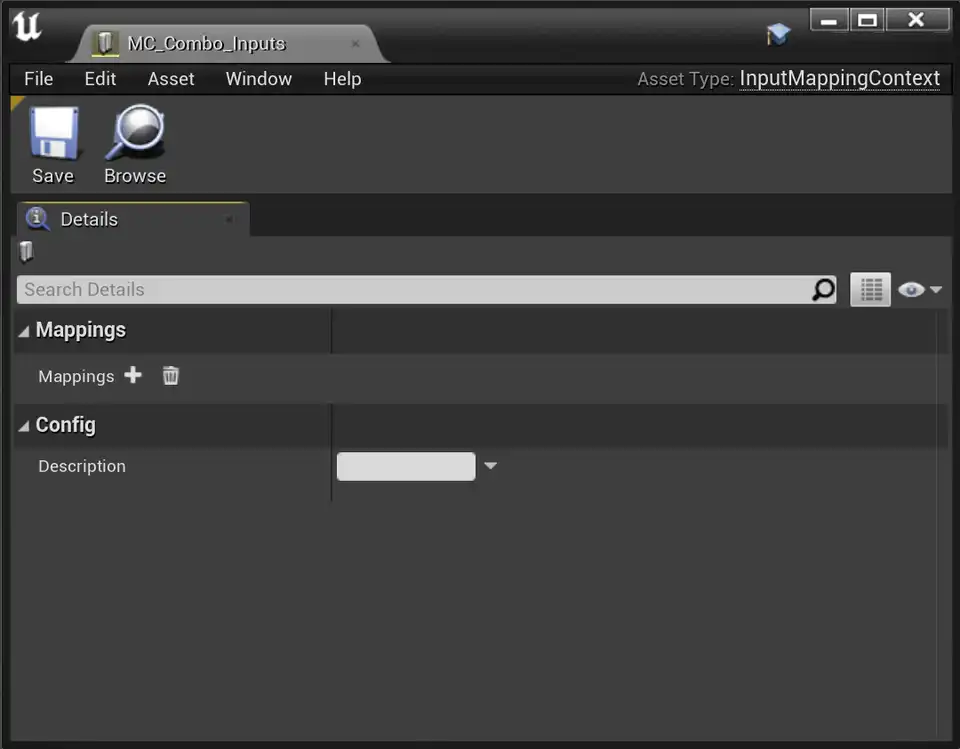 MC_Combo_Inputs
File Edit Asset Window Help Asset Type: InputMappingContext
Save Browse
Details
Search Details
Mappings
Mappings
Config
Description